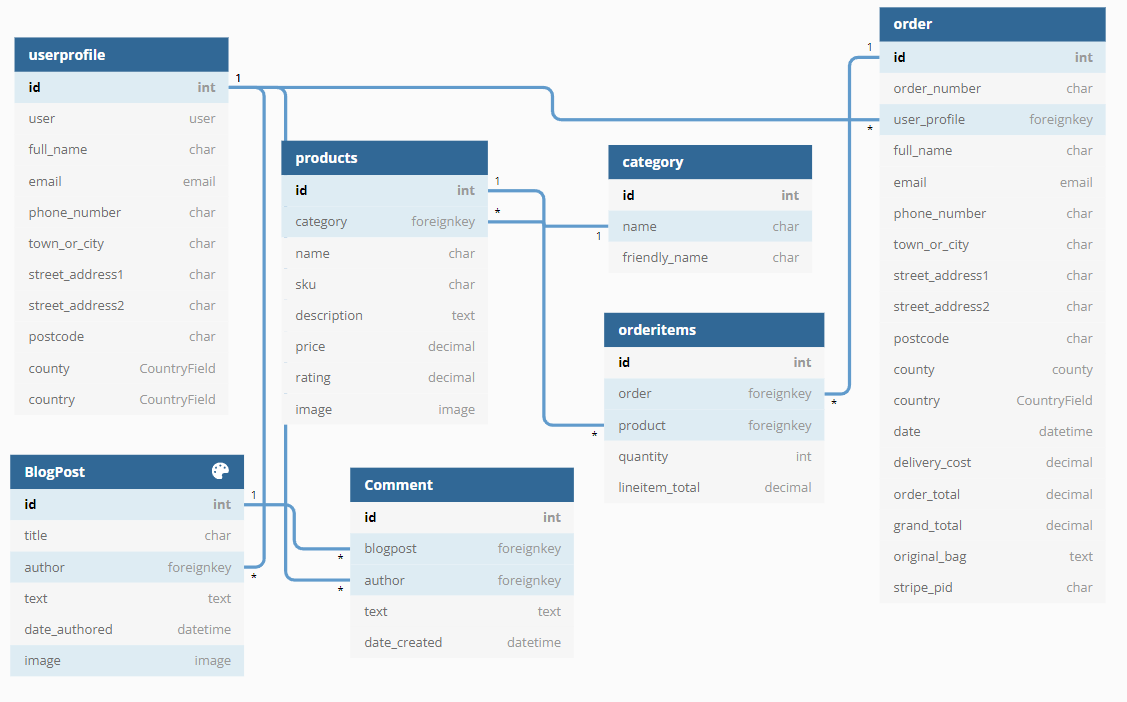 userprofile
id int
user user
full_name char
email email
phone_number char
town_or_city char
street_address1 char
street_address2 char
postcode char
county CountryField
country CountryField
1
products
id int
category foreignkey
name char
sku char
description text
price decimal
rating decimal
image image
1
*
category
id int
name char
friendly_name char
1
orderitems
id int
order foreignkey
product foreignkey
quantity int
lineitem_total decimal
*
*
order
id int
order_number char
user_profile foreignkey
full_name char
email email
phone_number char
town_or_city char
street_address1 char
street_address2 char
postcode char
county county
country CountryField
date datetime
delivery_cost decimal
order_total decimal
grand_total decimal
original_bag text
stripe_pid char
1
*
BlogPost
id int
title char
author foreignkey
text text
date_authored datetime
image image
1
*
Comment
id int
blogpost foreignkey
author foreignkey
text text
date_created datetime
*
*